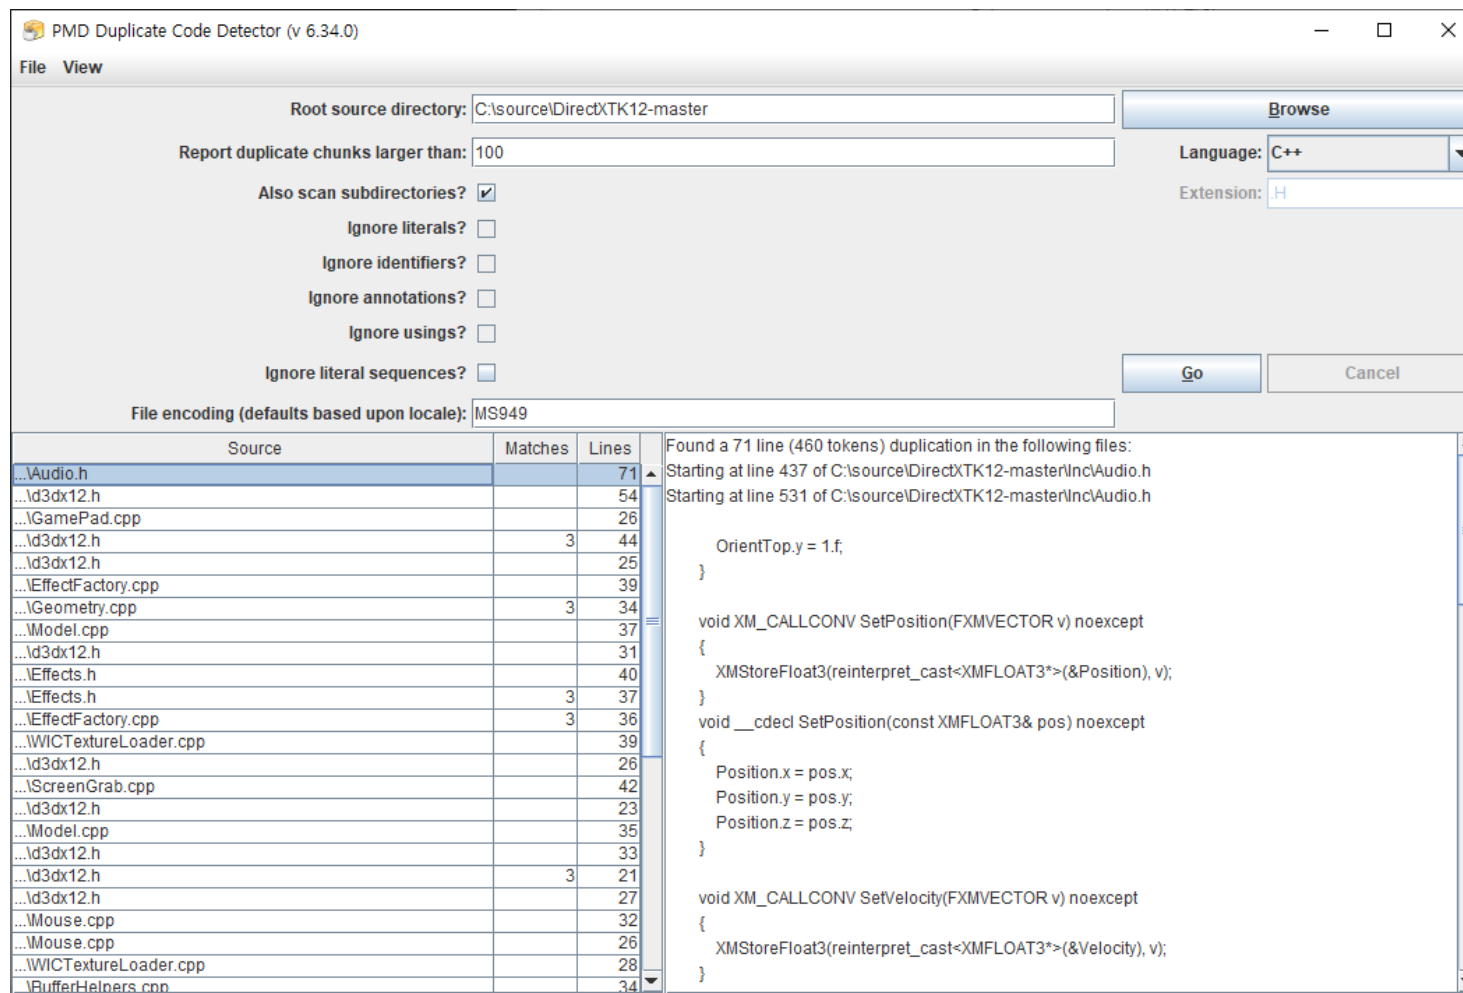 PMD Duplicate Code Detector (v 6.34.0)
File View
Root source directory: C:\source\DirectXTK12-master Browse
Report duplicate chunks larger than: 100 Language: C++
Also scan subdirectories? Extension: .H
Ignore literals?
Ignore identifiers?
Ignore annotations?
Ignore usings?
Ignore literal sequences? Go Cancel
File encoding (defaults based upon locale): MS949
Source Matches Lines
...\Audio.h 71
...\d3dx12.h 54
...\GamePad.cpp 26
...\d3dx12.h 3 44
...\d3dx12.h 25
...\EffectFactory.cpp 39
...\Geometry.cpp 3 34
...\Model.cpp 37
...\d3dx12.h 31
...\Effects.h 40
...\Effects.h 3 37
...\EffectFactory.cpp 3 36
...\WICTextureLoader.cpp 39
...\d3dx12.h 26
...\ScreenGrab.cpp 42
...\d3dx12.h 23
...\Model.cpp 35
...\d3dx12.h 33
...\d3dx12.h 3 21
...\d3dx12.h 27
...\Mouse.cpp 32
...\Mouse.cpp 26
...\WICTextureLoader.cpp 28
...\BufferHelpers.cpp 34
Found a 71 line (460 tokens) duplication in the following files:
Starting at line 437 of C:\source\DirectXTK12-master\Inc\Audio.h
Starting at line 531 of C:\source\DirectXTK12-master\Inc\Audio.h
OrientTop.y = 1.f;
}
void XM_CALLCONV SetPosition(FXMVECTOR v) noexcept
{
XMStoreFloat3(reinterpret_cast<XMFLOAT3*>(&Position), v);
}
void __cdecl SetPosition(const XMFLOAT3& pos) noexcept
{
Position.x = pos.x;
Position.y = pos.y;
Position.z = pos.z;
}
void XM_CALLCONV SetVelocity(FXMVECTOR v) noexcept
{
XMStoreFloat3(reinterpret_cast<XMFLOAT3*>(&Velocity), v);
}